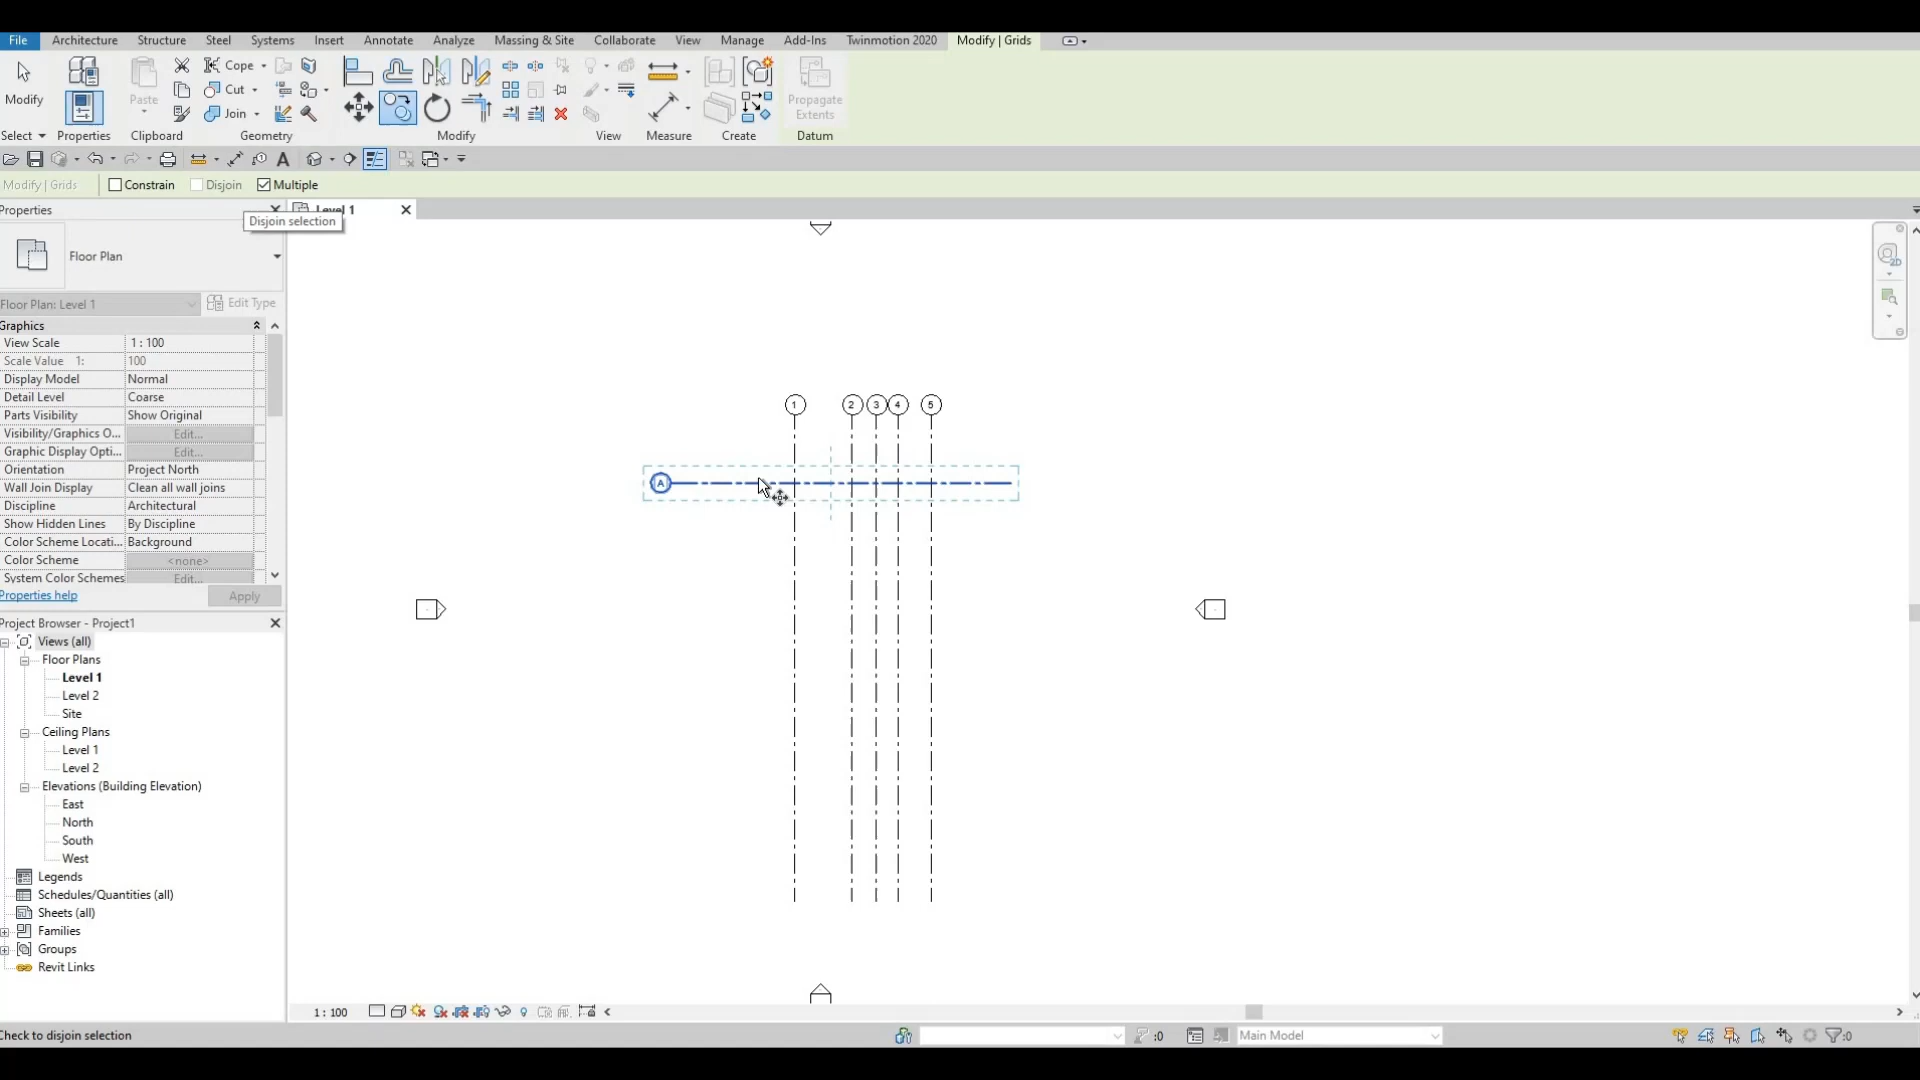 File Architecture Structure Steel Systems Insert Annotate Analyze Massing & Site Collaborate View Manage Add-Ins Twinmotion 2020 Modify | Grids
Cope
Cut
Join
Modify
Paste
Propagate
Extents
Select Properties Clipboard Geometry Modify View Measure Create Datum
Modify | Grids Constrain Disjoin Multiple
Properties
Level 1
Disjoin selection
Floor Plan
Floor Plan: Level 1 Edit Type
Graphics
View Scale 1 : 100
Scale Value 1: 100
Display Model Normal
Detail Level Coarse
Parts Visibility Show Original
Visibility/Graphics O... Edit...
Graphic Display Opti... Edit...
Orientation Project North
Wall Join Display Clean all wall joins
Discipline Architectural
Show Hidden Lines By Discipline
Color Scheme Locati... Background
Color Scheme <none>
System Color Schemes Edit...
Properties help Apply
Project Browser - Project1
Views (all)
Floor Plans
Level 1
Level 2
Site
Ceiling Plans
Level 1
Level 2
Elevations (Building Elevation)
East
North
South
West
Legends
Schedules/Quantities (all)
Sheets (all)
Families
Groups
Revit Links
1 2 3 4 5
A
2D
1 : 100
Check to disjoin selection
:0
Main Model
:0